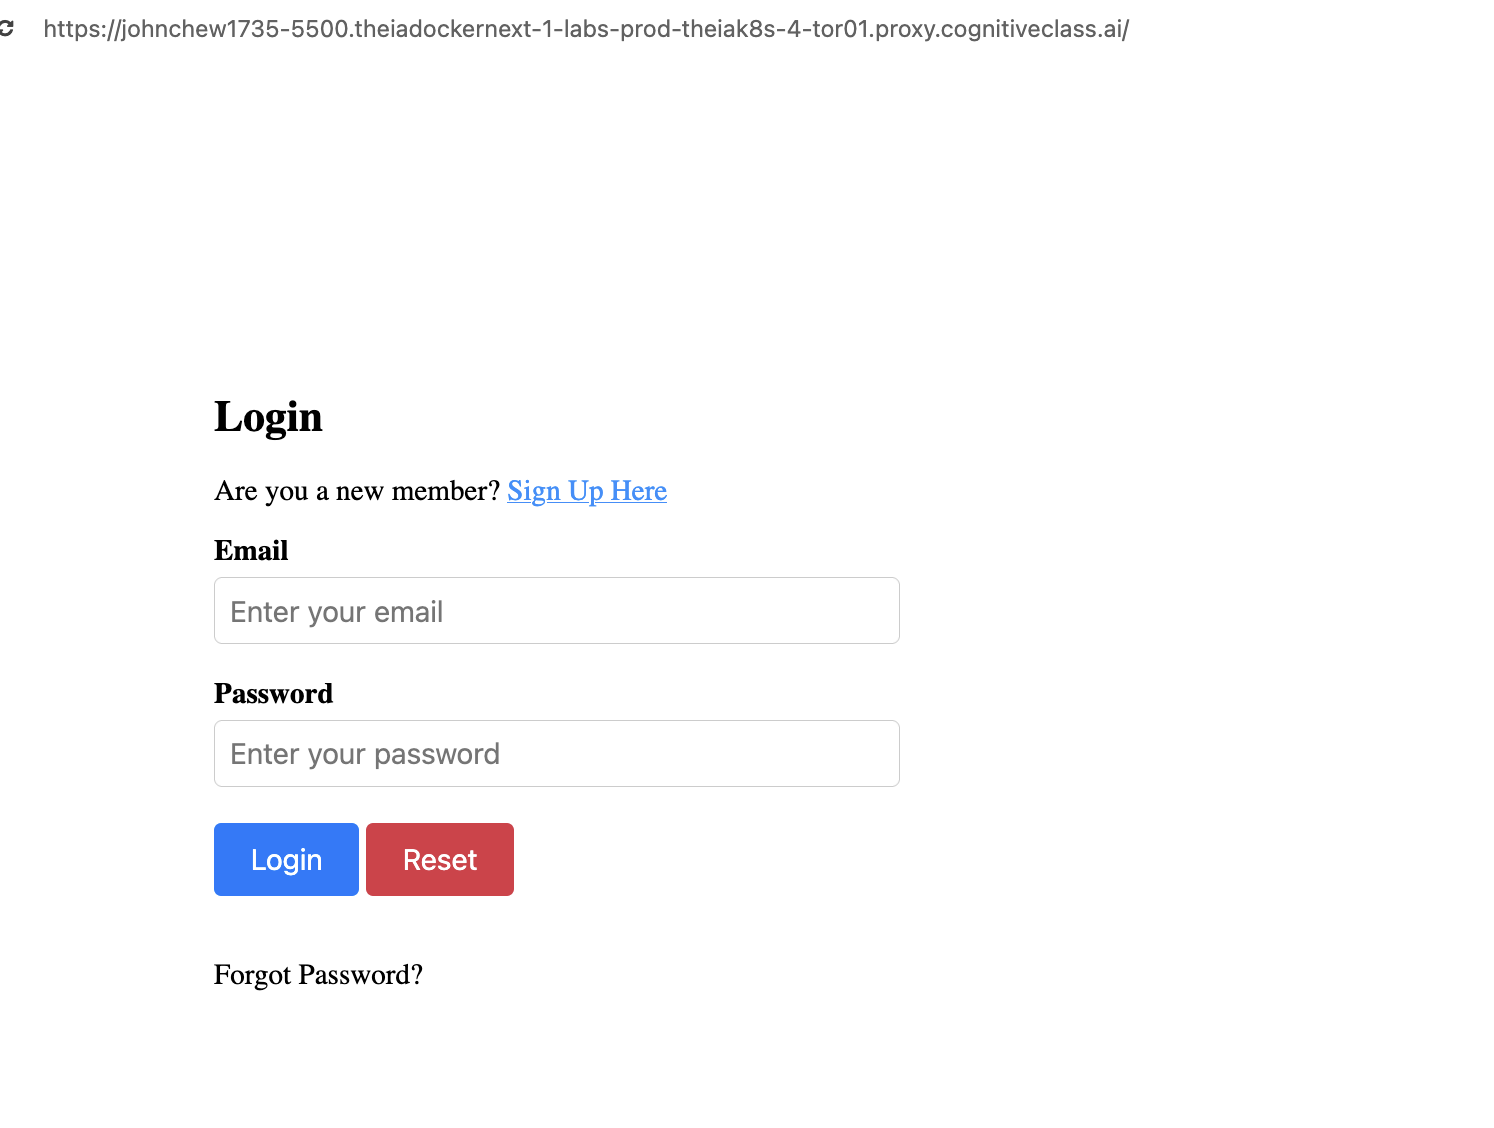 https://johnchew1735-5500.theiadockernext-1-labs-prod-theiak8s-4-tor01.proxy.cognitiveclass.ai/
Login
Are you a new member? Sign Up Here
Email
Enter your email
Password
Enter your password
Login Reset
Forgot Password?